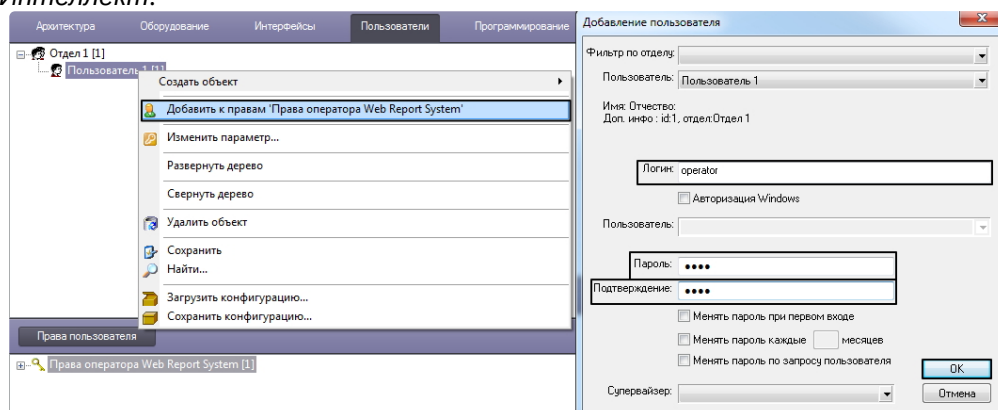 Интеллект.
Архитектура Оборудование Интерфейсы Пользователи Программирование
Отдел 1 [1]
Пользователь 1 [1]
Создать объект
Добавить к правам 'Права оператора Web Report System'
Изменить параметр...
Развернуть дерево
Свернуть дерево
Удалить объект
Сохранить
Найти...
Загрузить конфигурацию...
Сохранить конфигурацию...
Права пользователя
Права оператора Web Report System [1]
Добавление пользователя
Фильтр по отделу:
Пользователь: Пользователь 1
Имя: Отчество:
Доп. инфо : id:1, отдел:Отдел 1
Логин: operator
Авторизация Windows
Пользователь:
Пароль: ●●●●
Подтверждение: ●●●●
Менять пароль при первом входе
Менять пароль каждые месяцев
Менять пароль по запросу пользователя
OK
Супервайзер: Отмена